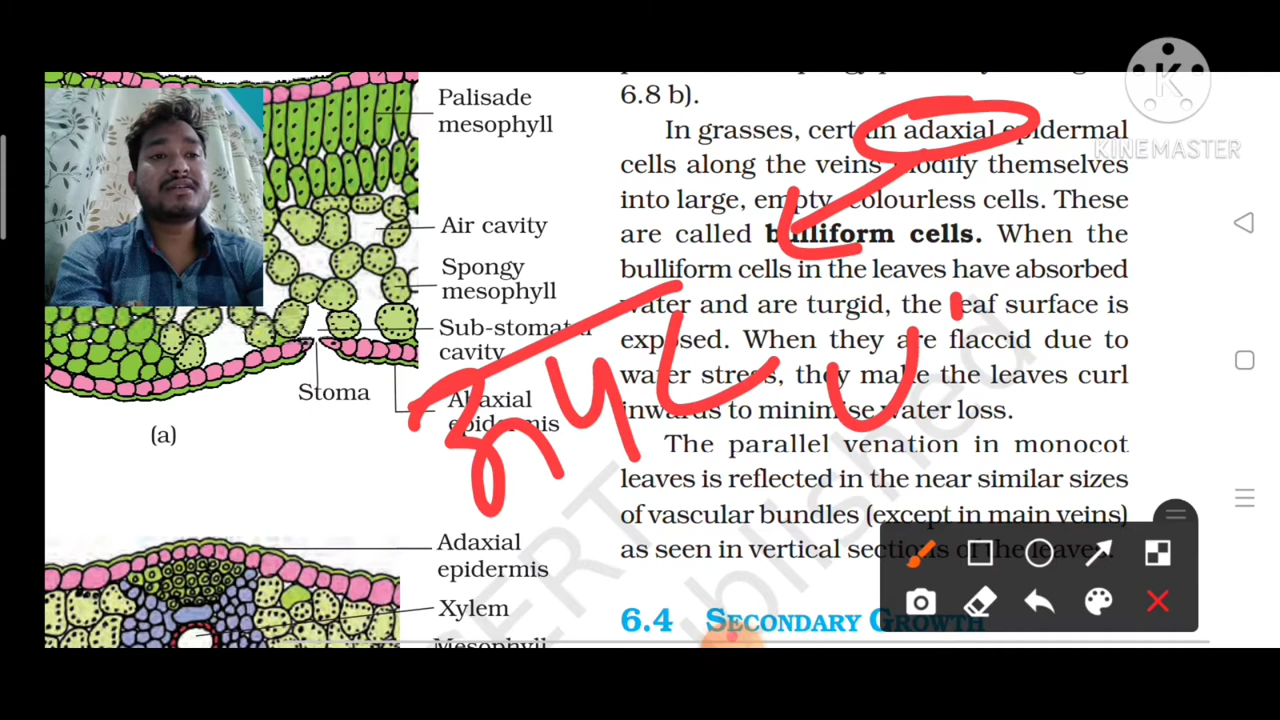 Palisade
mesophyll
Air cavity
Spongy
mesophyll
Sub-stomatal
cavity
Stoma
Abaxial
epidermis
(a)
Adaxial
epidermis
Xylem
Mesophyll
6.8 b).
In grasses, certain adaxial epidermal
cells along the veins modify themselves
into large, empty, colourless cells. These
are called bulliform cells. When the
bulliform cells in the leaves have absorbed
water and are turgid, the leaf surface is
exposed. When they are flaccid due to
water stress, they make the leaves curl
inwards to minimise water loss.
The parallel venation in monocot
leaves is reflected in the near similar sizes
of vascular bundles (except in main veins)
as seen in vertical sections of the leaves.
6.4 SECONDARY GROWTH
KINEMASTER
K